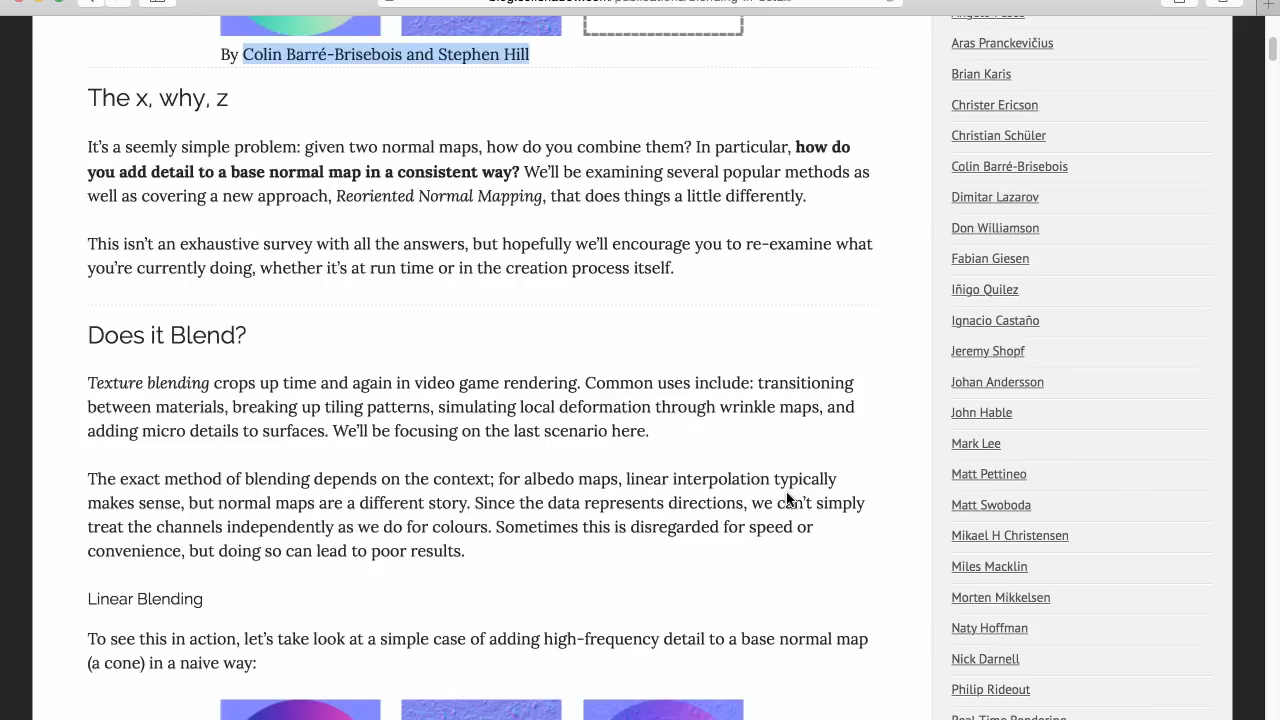 By Colin Barré-Brisebois and Stephen Hill
The x, why, z
It's a seemly simple problem: given two normal maps, how do you combine them? In particular, how do
you add detail to a base normal map in a consistent way? We'll be examining several popular methods as
well as covering a new approach, Reoriented Normal Mapping, that does things a little differently.
This isn't an exhaustive survey with all the answers, but hopefully we'll encourage you to re-examine what
you're currently doing, whether it's at run time or in the creation process itself.
Does it Blend?
Texture blending crops up time and again in video game rendering. Common uses include: transitioning
between materials, breaking up tiling patterns, simulating local deformation through wrinkle maps, and
adding micro details to surfaces. We'll be focusing on the last scenario here.
The exact method of blending depends on the context; for albedo maps, linear interpolation typically
makes sense, but normal maps are a different story. Since the data represents directions, we can't simply
treat the channels independently as we do for colours. Sometimes this is disregarded for speed or
convenience, but doing so can lead to poor results.
Linear Blending
To see this in action, let's take look at a simple case of adding high-frequency detail to a base normal map
(a cone) in a naive way:
Aras Pranckevičius
Brian Karis
Christer Ericson
Christian Schüler
Colin Barré-Brisebois
Dimitar Lazarov
Don Williamson
Fabian Giesen
Iñigo Quilez
Ignacio Castaño
Jeremy Shopf
Johan Andersson
John Hable
Mark Lee
Matt Pettineo
Matt Swoboda
Mikael H Christensen
Miles Macklin
Morten Mikkelsen
Naty Hoffman
Nick Darnell
Philip Rideout